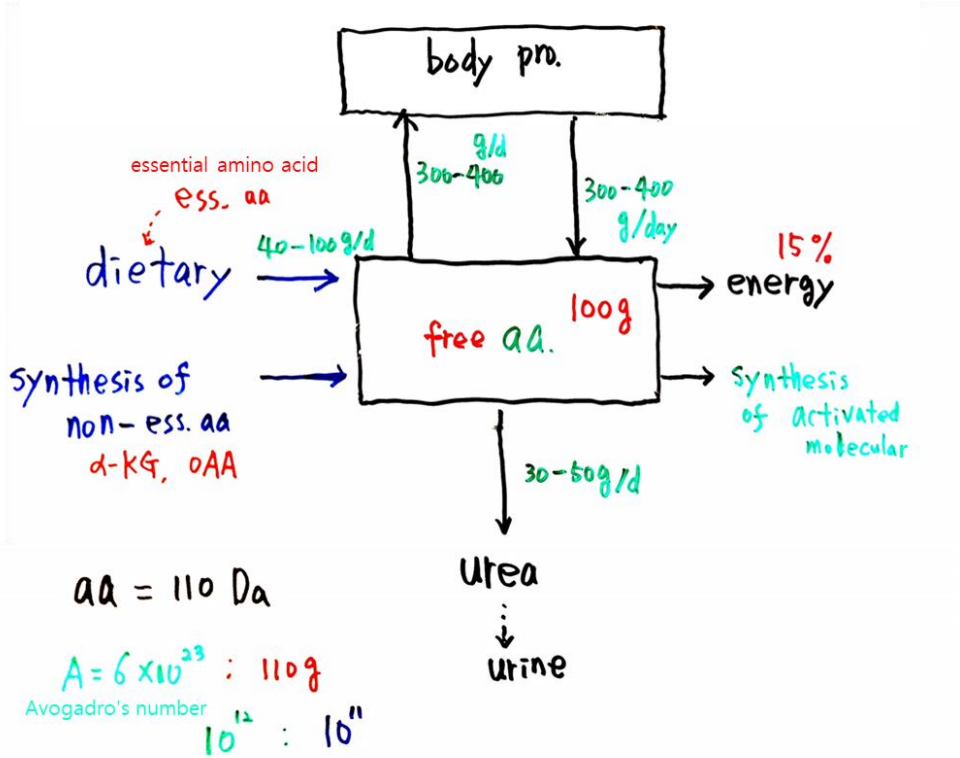 body pro.
g/d
300-400
300-400
g/day
essential amino acid
ess. aa
dietary
40-100g/d
100g
free aa.
15%
energy
synthesis of
non-ess. aa
α-KG, OAA
synthesis
of activated
molecular
30-50g/d
urea
urine
aa = 110 Da
A = 6×10²³ : 110g
Avogadro's number
10¹² : 10¹¹